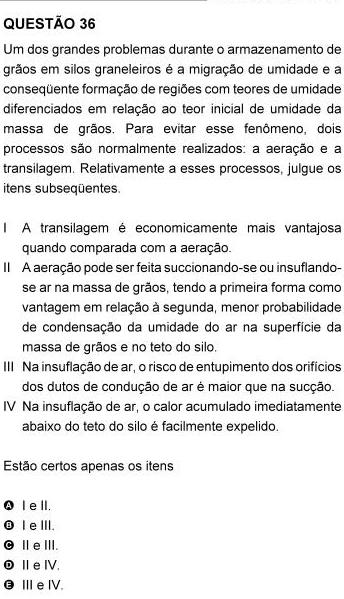 QUESTÃO 36
Um dos grandes problemas durante o armazenamento de
grãos em silos graneleiros é a migração de umidade e a
conseqüente formação de regiões com teores de umidade
diferenciados em relação ao teor inicial de umidade da
massa de grãos. Para evitar esse fenômeno, dois
processos são normalmente realizados: a aeração e a
transilagem. Relativamente a esses processos, julgue os
itens subseqüentes.
I A transilagem é economicamente mais vantajosa
quando comparada com a aeração.
II A aeração pode ser feita succionando-se ou insuflando-
se ar na massa de grãos, tendo a primeira forma como
vantagem em relação à segunda, menor probabilidade
de condensação da umidade do ar na superfície da
massa de grãos e no teto do silo.
III Na insuflação de ar, o risco de entupimento dos orifícios
dos dutos de condução de ar é maior que na sucção.
IV Na insuflação de ar, o calor acumulado imediatamente
abaixo do teto do silo é facilmente expelido.
Estão certos apenas os itens
A I e II.
B I e III.
C II e III.
D II e IV.
E III e IV.